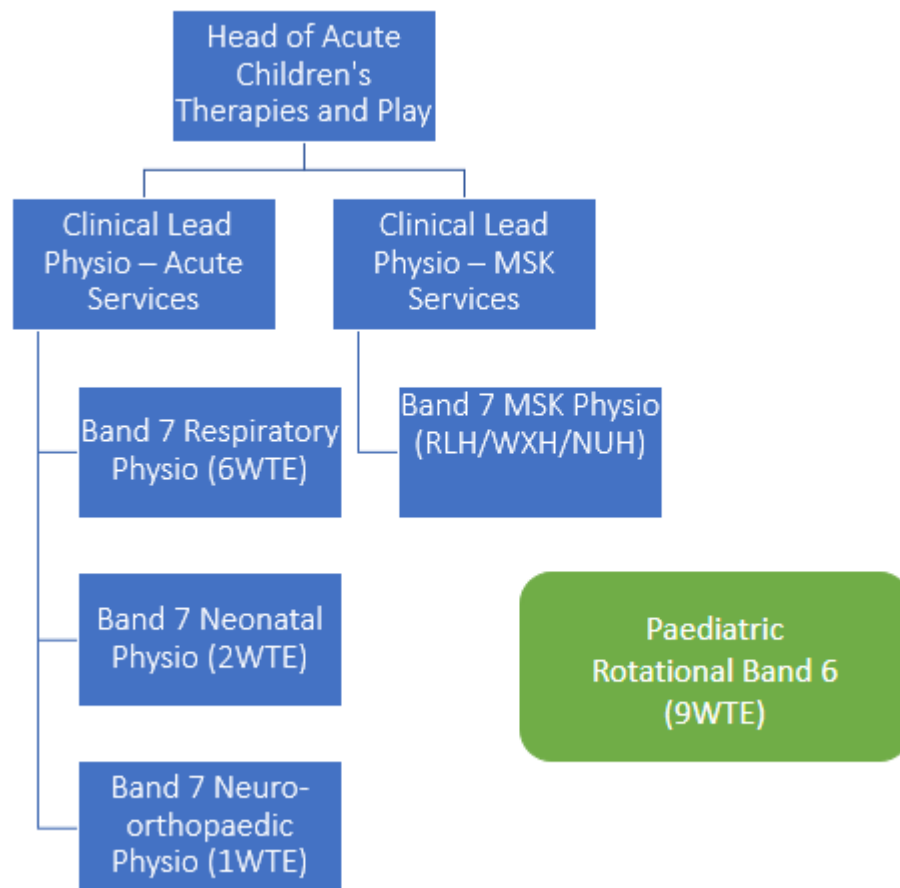 Head of Acute
Children's
Therapies and Play
Clinical Lead
Physio – Acute
Services
Clinical Lead
Physio – MSK
Services
Band 7 Respiratory
Physio (6WTE)
Band 7 MSK Physio
(RLH/WXH/NUH)
Band 7 Neonatal
Physio (2WTE)
Paediatric
Rotational Band 6
(9WTE)
Band 7 Neuro-
orthopaedic
Physio (1WTE)